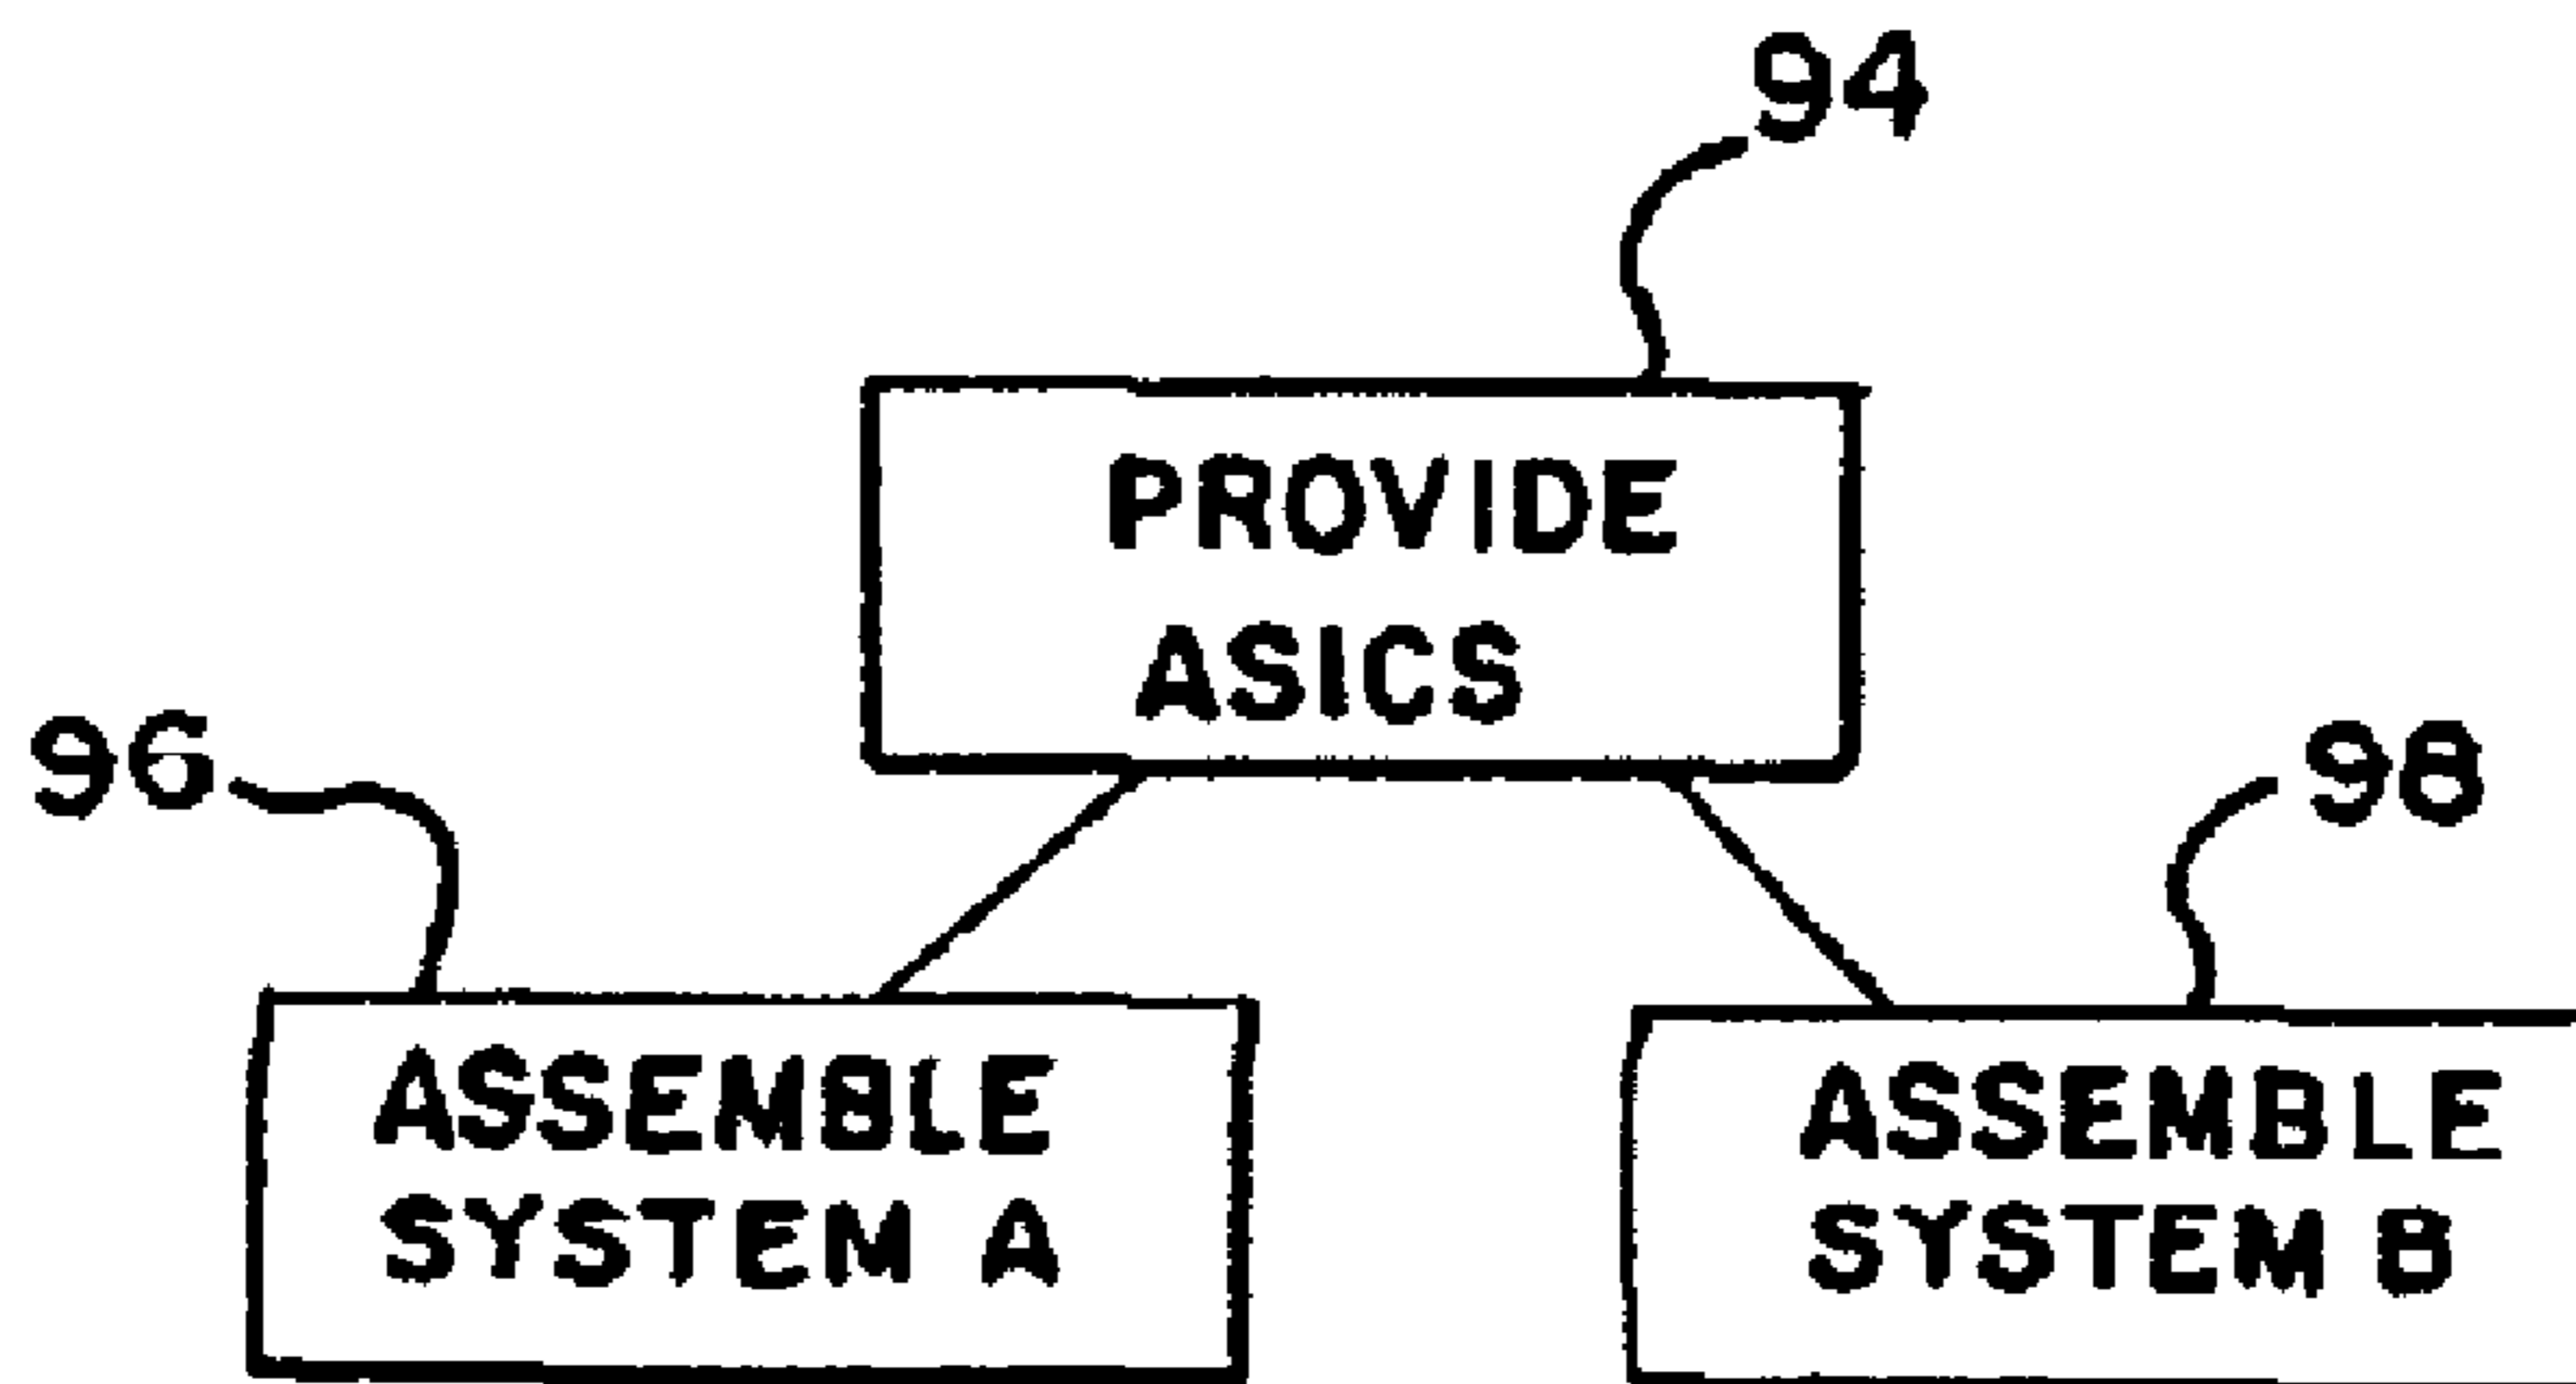 94
PROVIDE
ASICS
96
98
ASSEMBLE
SYSTEM A
ASSEMBLE
SYSTEM B